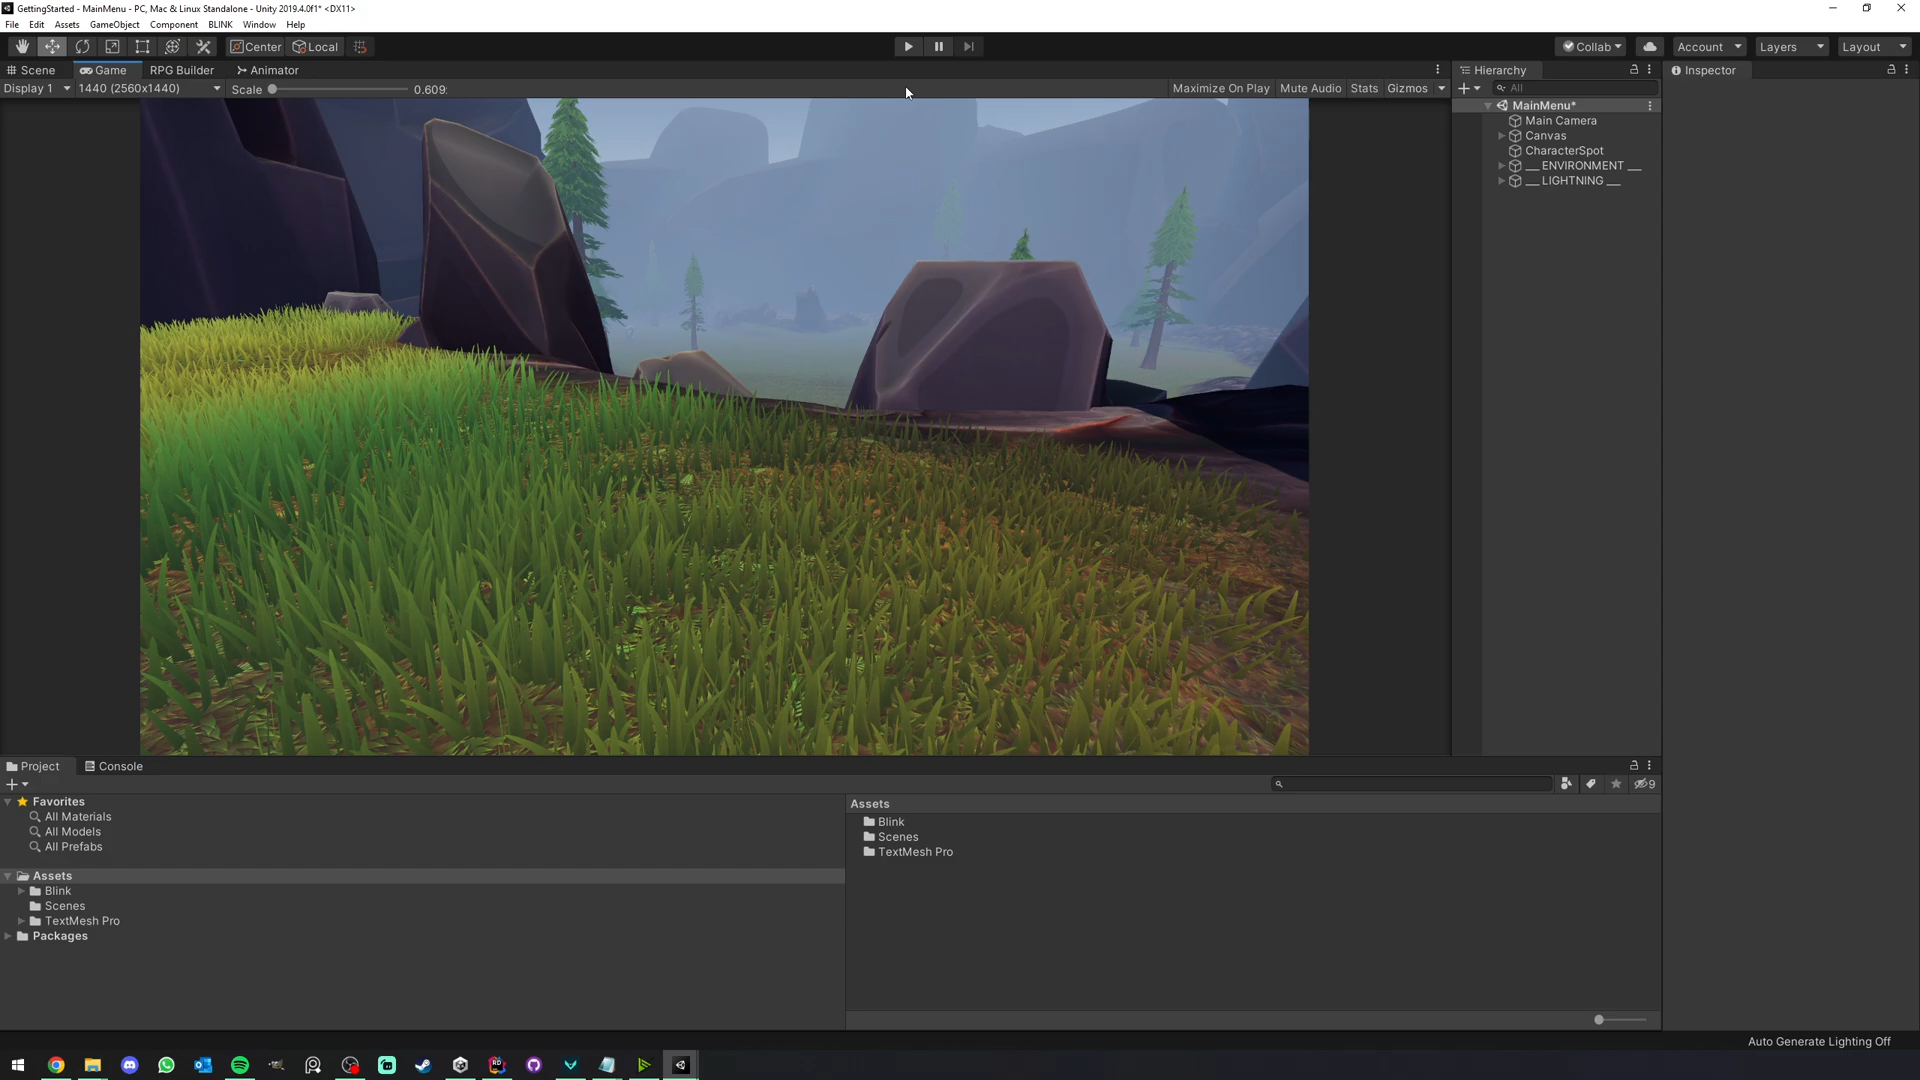 GettingStarted - MainMenu - PC, Mac & Linux Standalone - Unity 2019.4.0f1* <DX11>
File Edit Assets GameObject Component BLINK Window Help
Center Local Collab Account Layers Layout
Scene Game RPG Builder Animator Hierarchy Inspector
Display 1 1440 (2560x1440) Scale 0.609: Maximize On Play Mute Audio Stats Gizmos All
MainMenu*
Main Camera
Canvas
CharacterSpot
__ ENVIRONMENT __
__ LIGHTNING __
Project Console
9
Favorites
All Materials
All Models
All Prefabs
Assets
Blink
Scenes
TextMesh Pro
Packages
Assets
Blink
Scenes
TextMesh Pro
Auto Generate Lighting Off